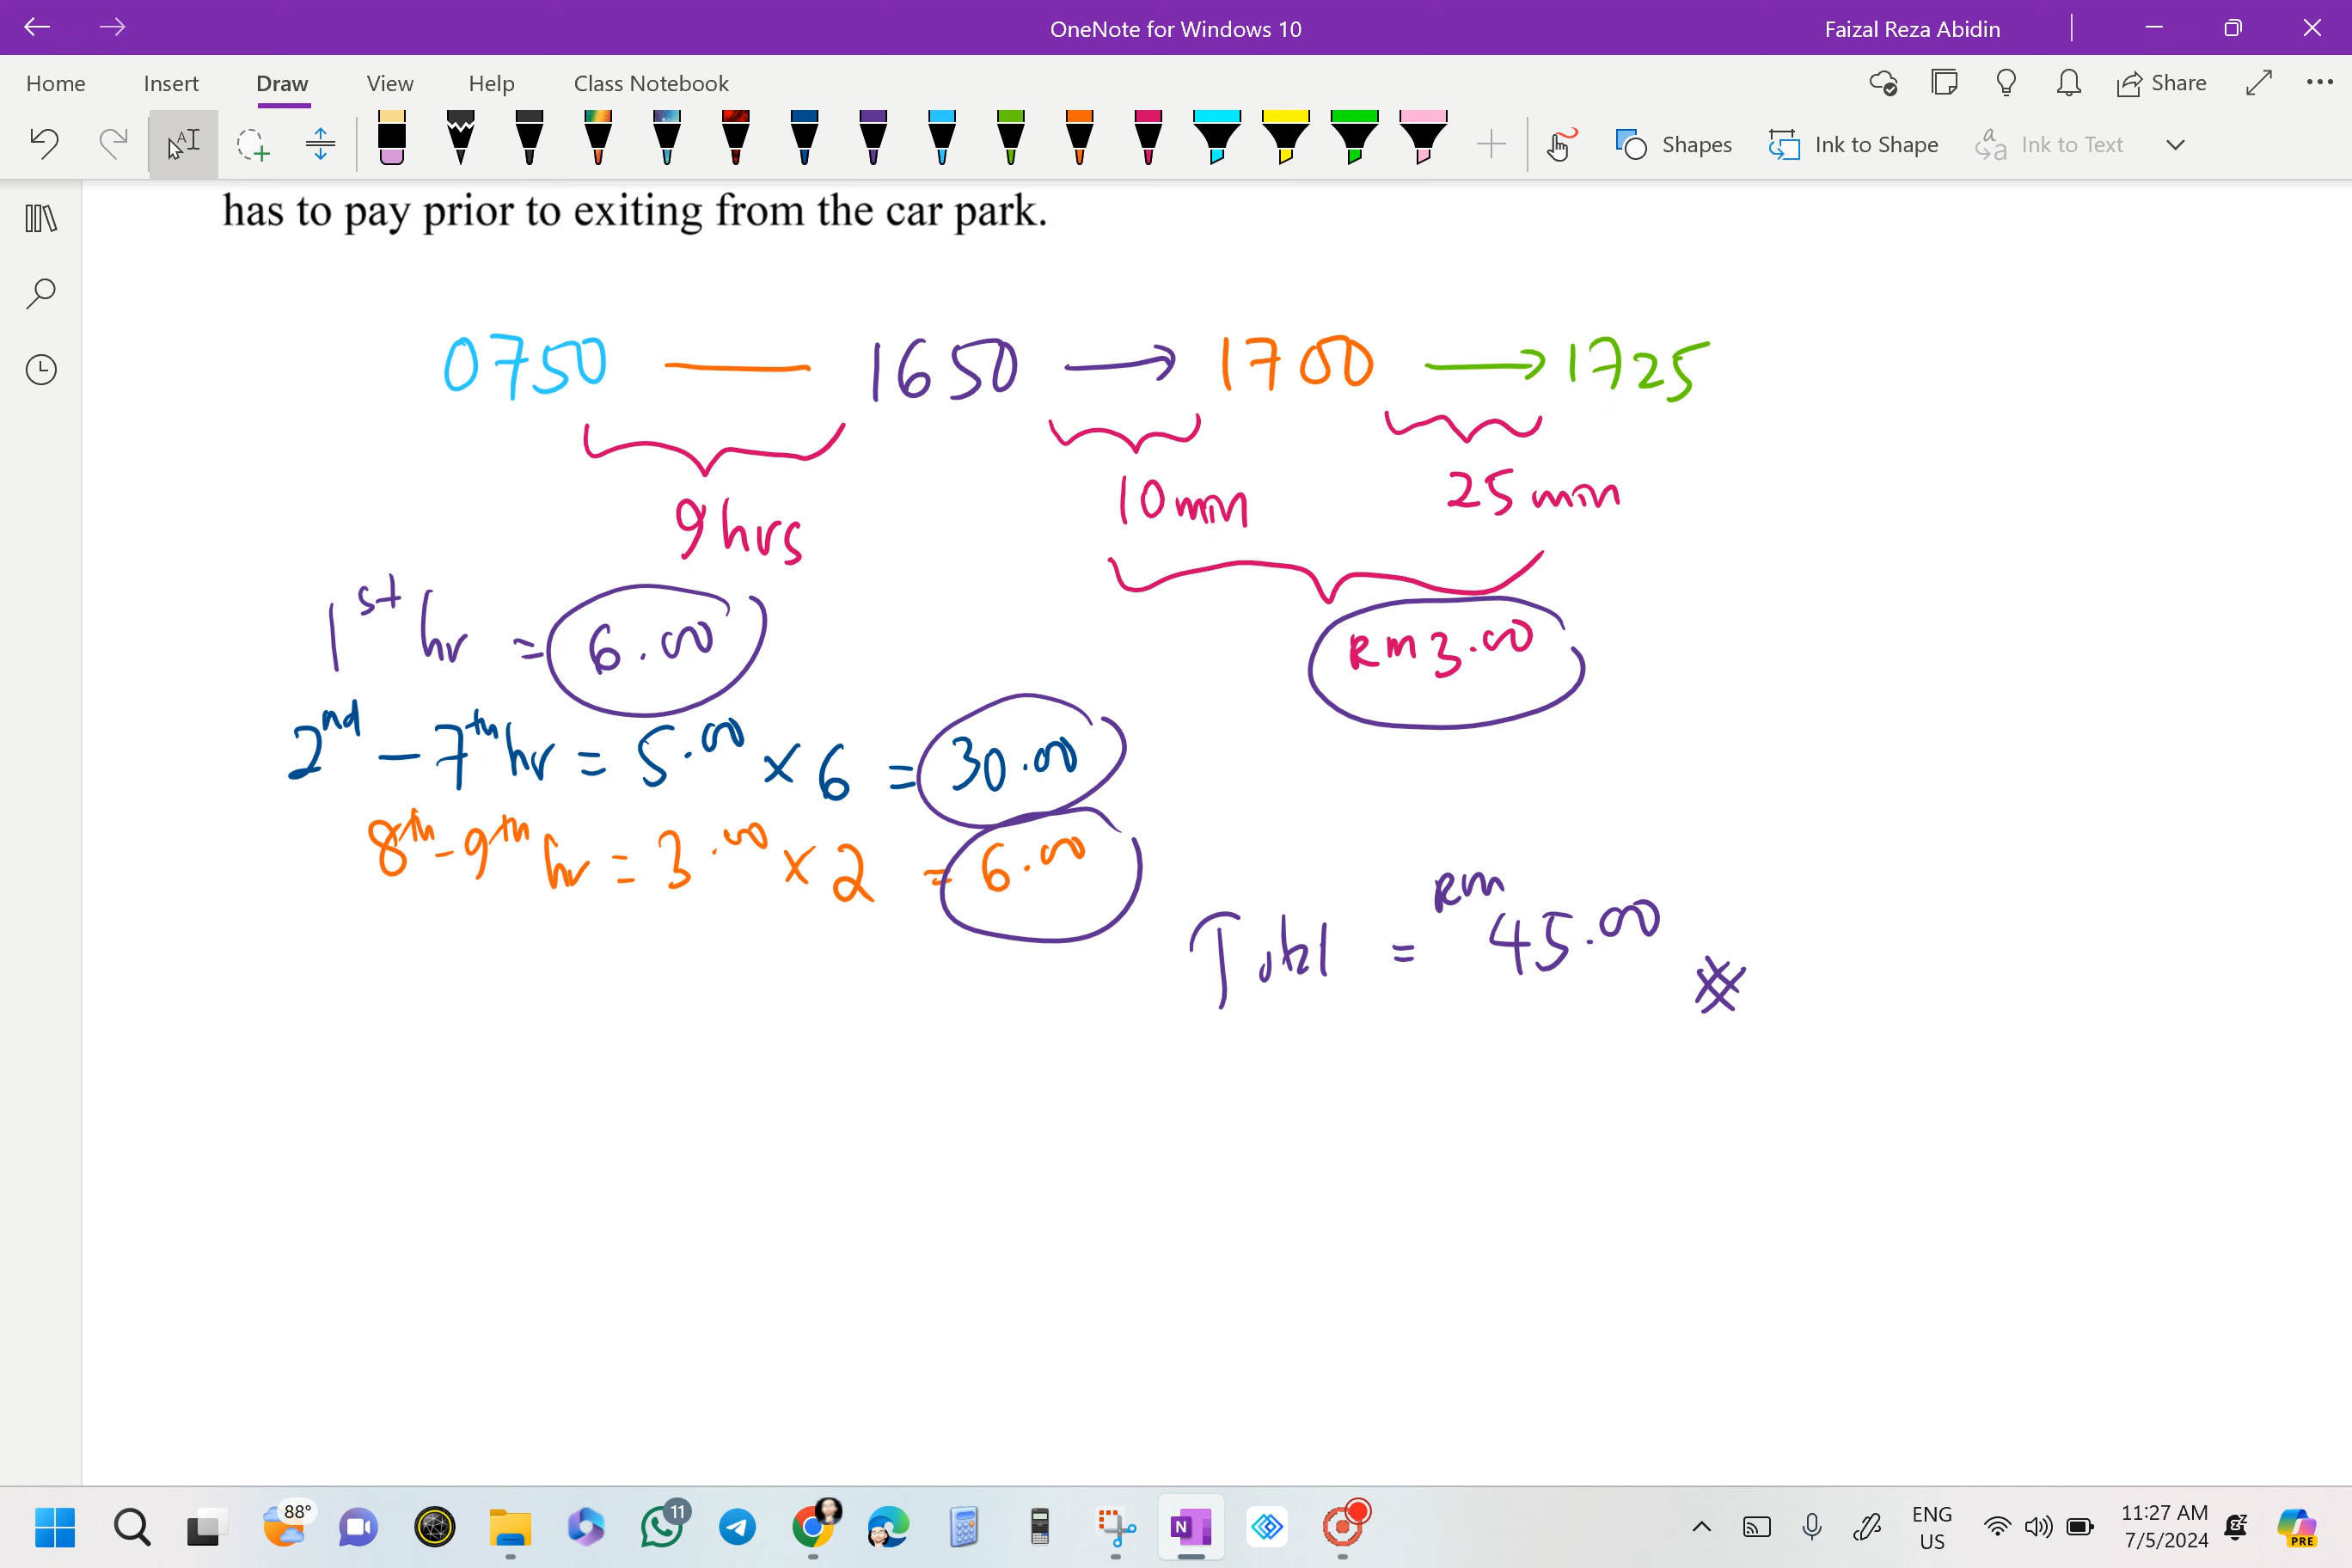 OneNote for Windows 10
Faizal Reza Abidin
Home Insert Draw View Help Class Notebook
Share
Shapes Ink to Shape Ink to Text
has to pay prior to exiting from the car park.
0750 — 1650 → 1700 → 1725
9 hrs 10 min 25 min
1st hr = 6.00
RM 3.00
2nd - 7th hr = 5.00 × 6 = 30.00
8th - 9th hr = 3.00 × 2 = 6.00
Total = RM 45.00
88°
11
N
ENG
US
11:27 AM
7/5/2024
PRE